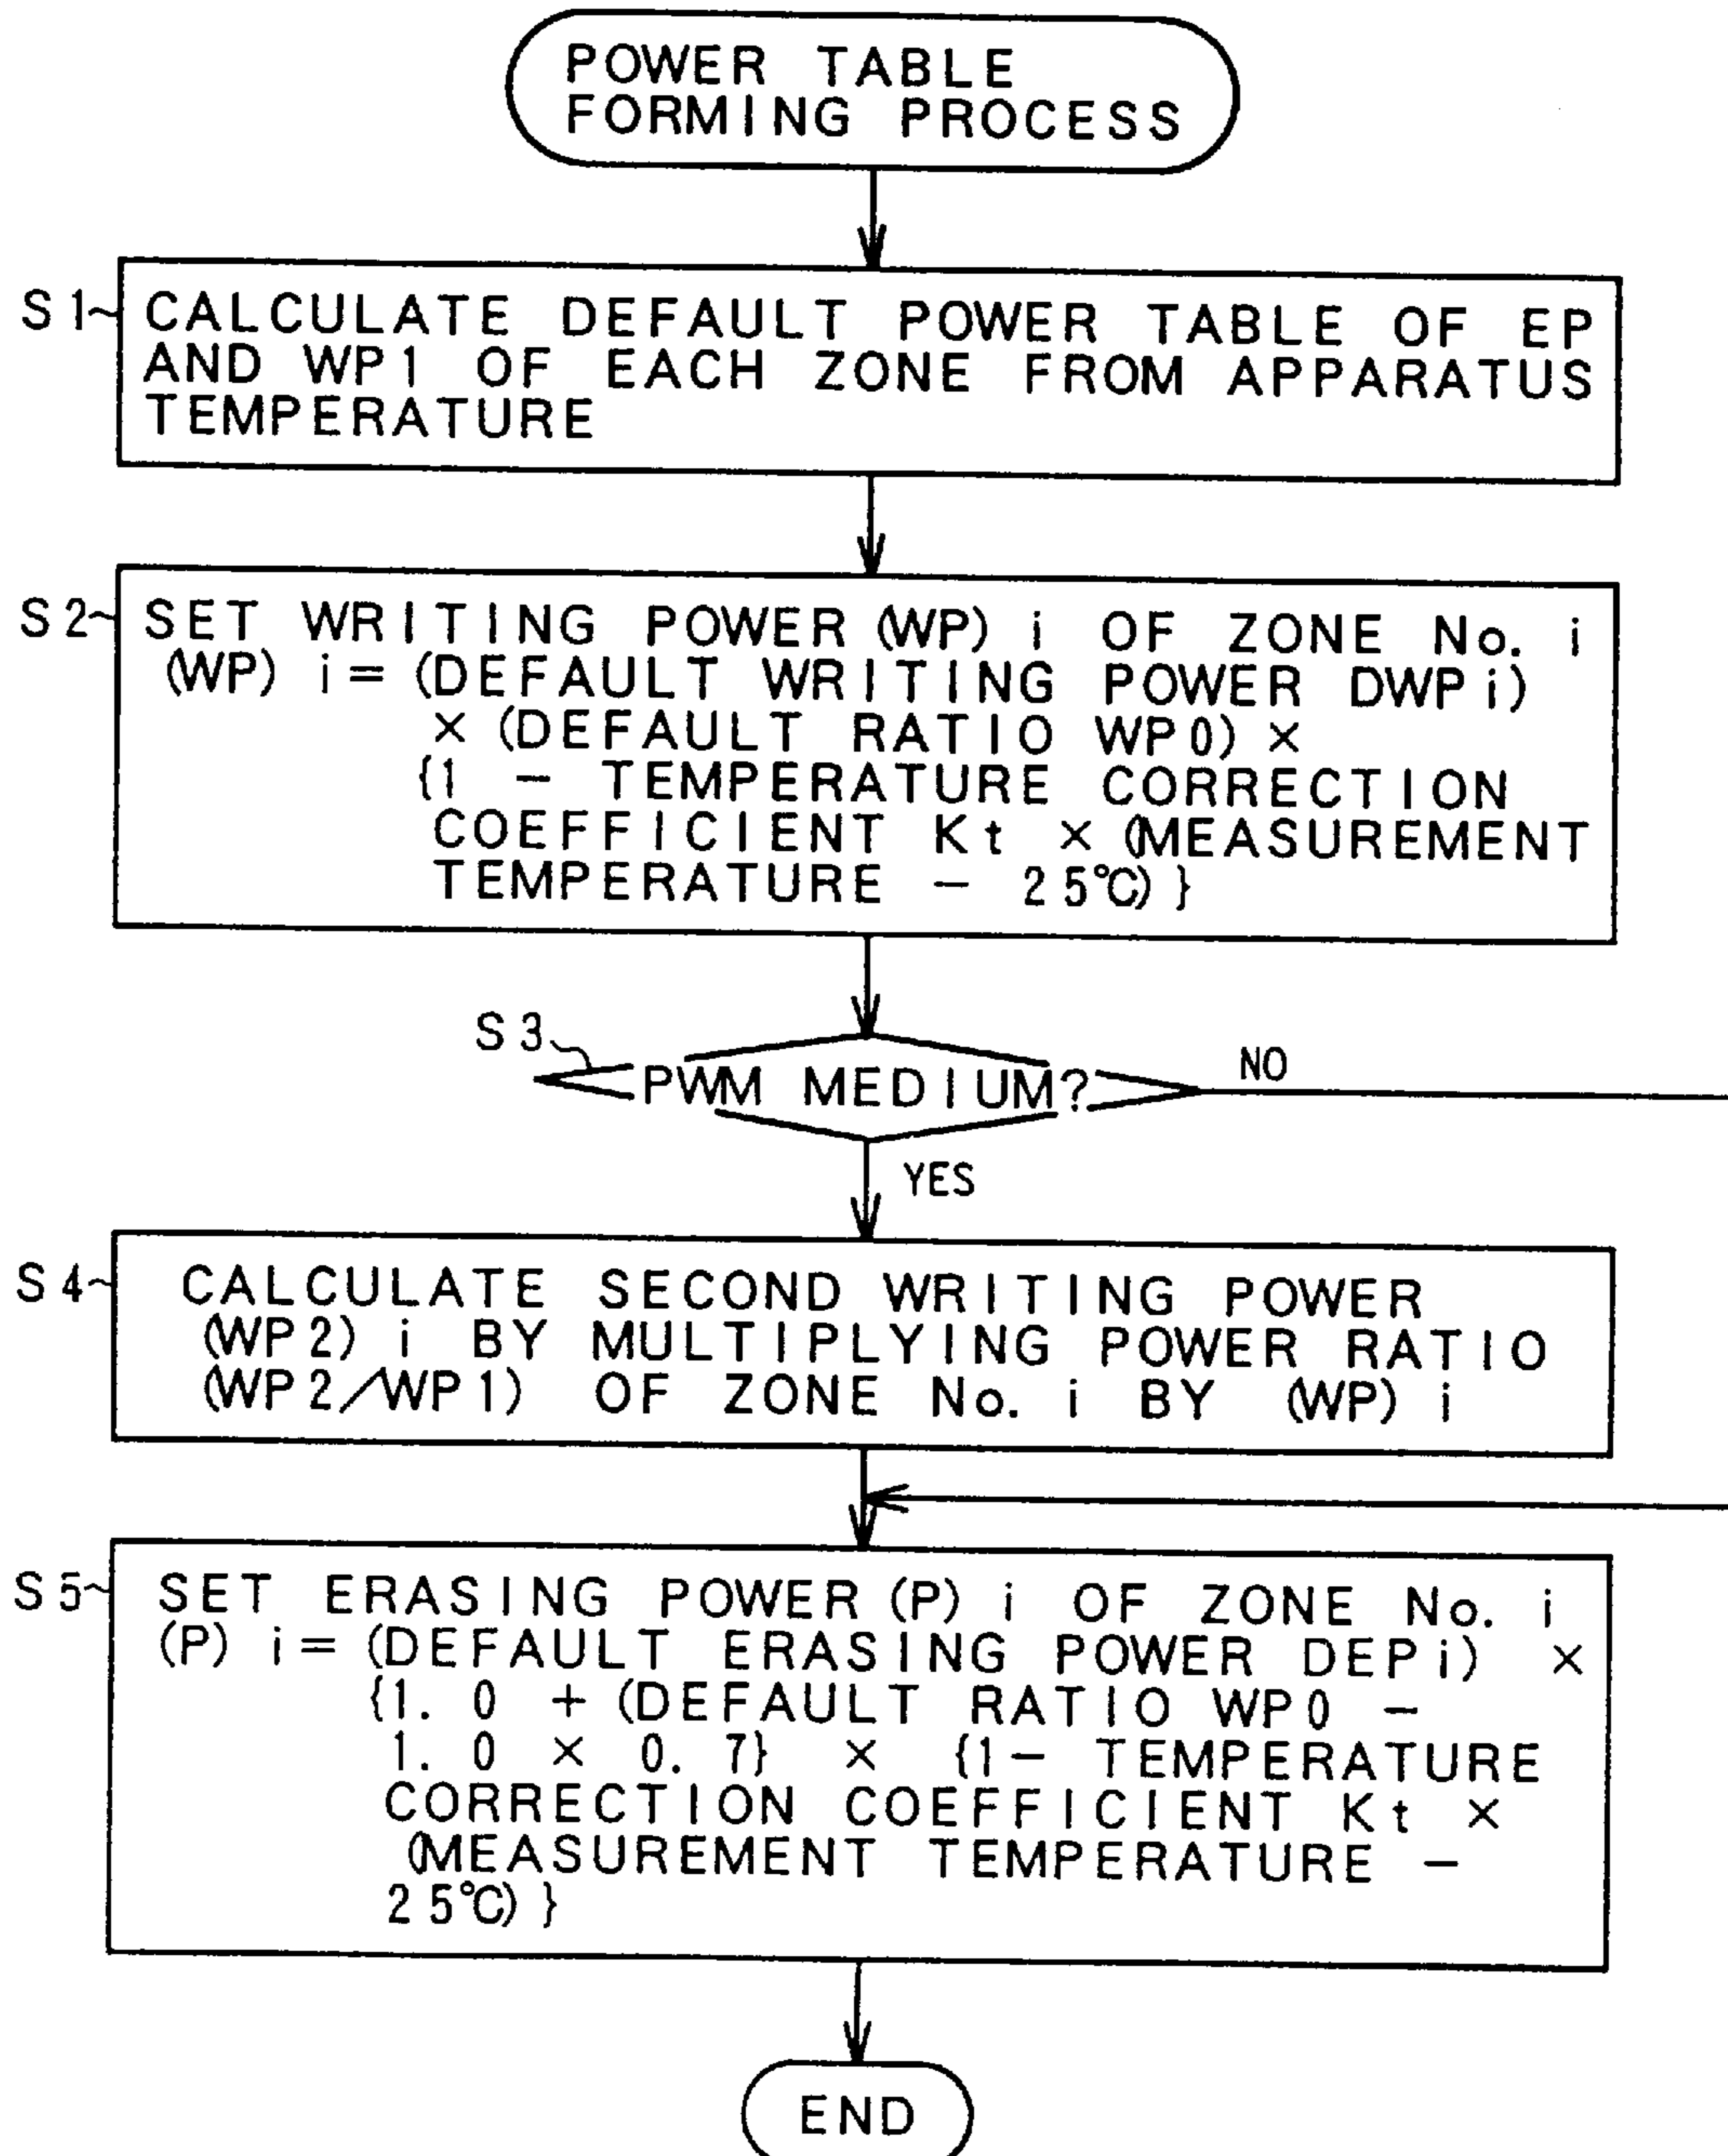 POWER TABLE
FORMING PROCESS
S1
CALCULATE DEFAULT POWER TABLE OF EP
AND WP1 OF EACH ZONE FROM APPARATUS
TEMPERATURE
S2
SET WRITING POWER (WP) i OF ZONE No. i
(WP) i = (DEFAULT WRITING POWER DWPi)
× (DEFAULT RATIO WP0) ×
{1 − TEMPERATURE CORRECTION
COEFFICIENT Kt × (MEASUREMENT
TEMPERATURE − 25℃) }
S3
PWM MEDIUM?
NO
YES
S4
CALCULATE SECOND WRITING POWER
(WP2) i BY MULTIPLYING POWER RATIO
(WP2/WP1) OF ZONE No. i BY (WP) i
S5
SET ERASING POWER (P) i OF ZONE No. i
(P) i = (DEFAULT ERASING POWER DEPi) ×
{1. 0 + (DEFAULT RATIO WP0 −
1. 0 × 0. 7} × {1− TEMPERATURE
CORRECTION COEFFICIENT Kt ×
(MEASUREMENT TEMPERATURE −
25℃) }
END